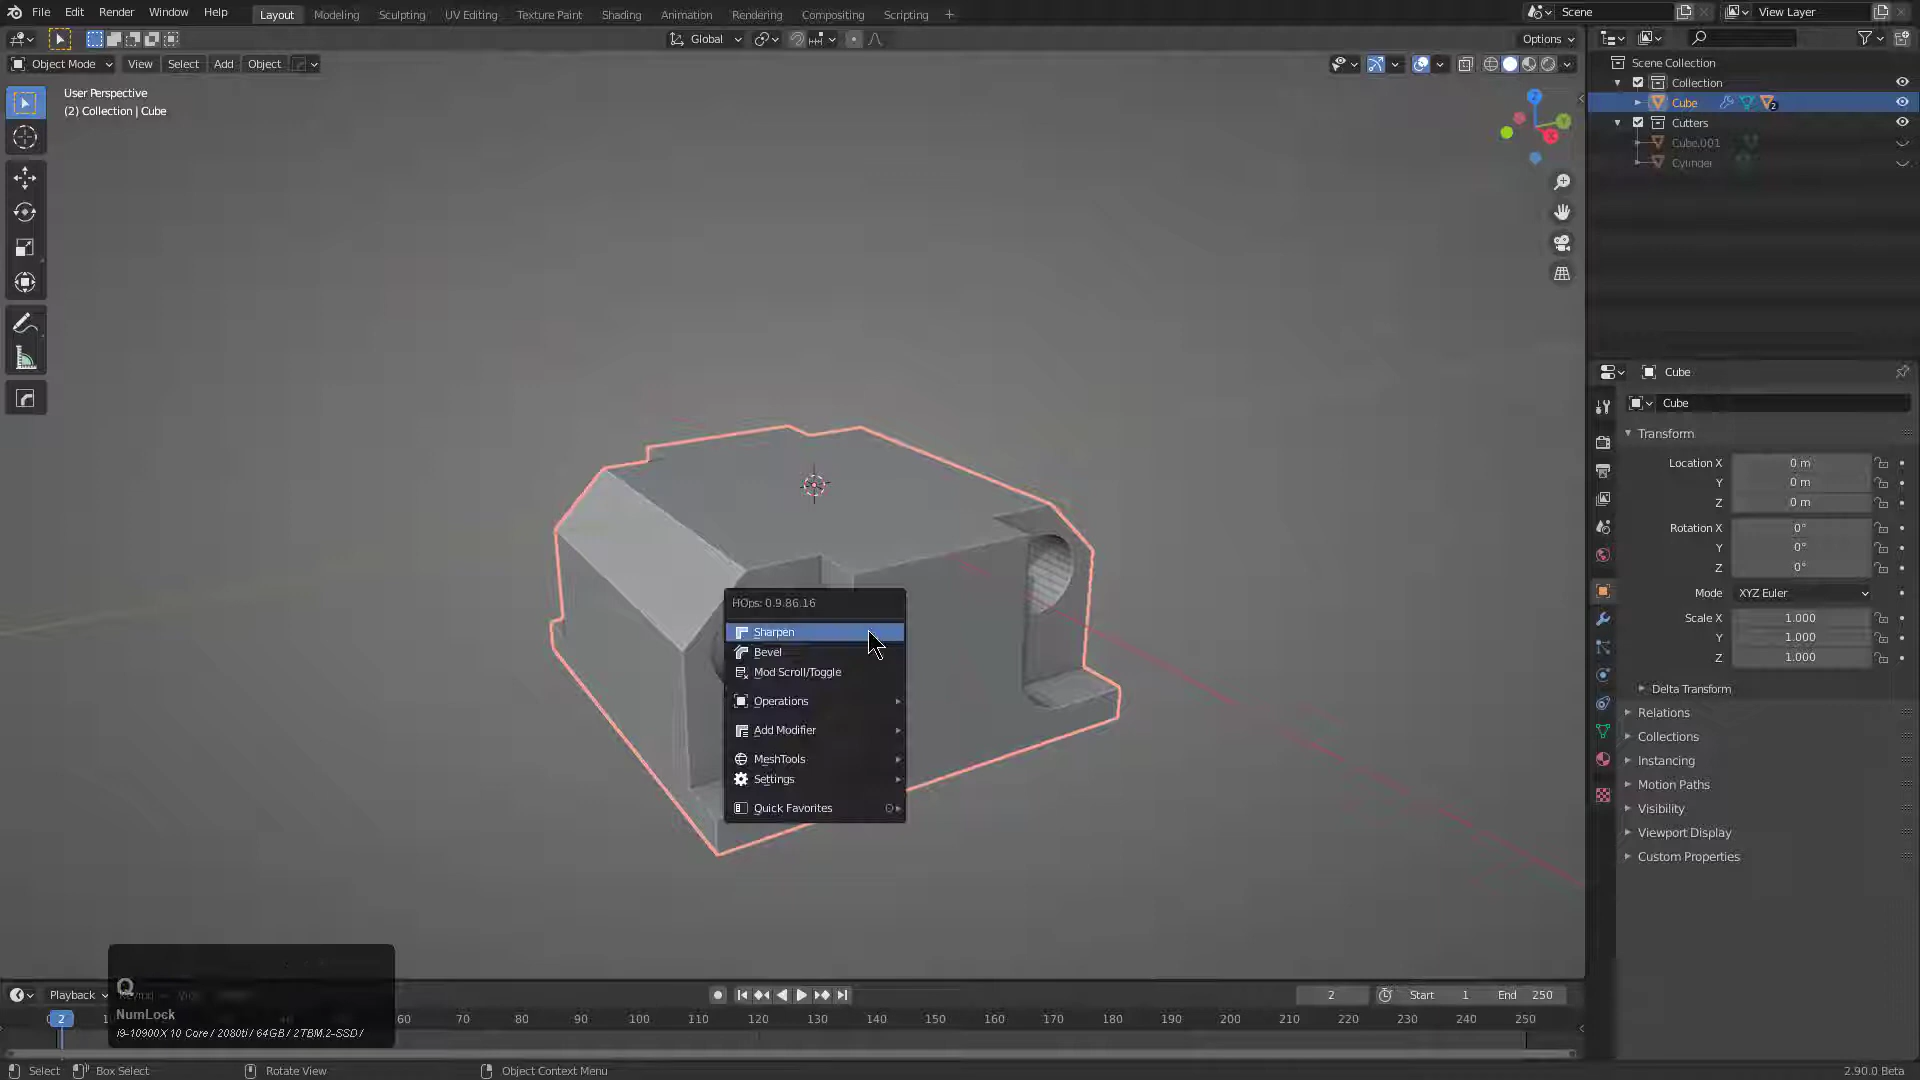 File Edit Render Window Help
Layout Modeling Sculpting UV Editing Texture Paint Shading Animation Rendering Compositing Scripting +
Scene
View Layer
Global
Options
Object Mode View Select Add Object
User Perspective
(2) Collection | Cube
Scene Collection
Collection
Cube
2
Cutters
Cube.001
Cylinder
Z
Y
X
Cube
Cube
Transform
Location X 0 m
Y 0 m
Z 0 m
Rotation X 0°
Y 0°
Z 0°
Mode XYZ Euler
Scale X 1.000
Y 1.000
Z 1.000
Delta Transform
Relations
Collections
Instancing
Motion Paths
Visibility
Viewport Display
Custom Properties
HOps: 0.9.86.16
Sharpen
Bevel
Mod Scroll/Toggle
Operations
Add Modifier
MeshTools
Settings
Quick Favorites Q
Q
NumLock
i9-10900X 10 Core / 2080ti / 64GB / 2TBM.2-SSD /
Playback
2 Start 1 End 250
2 60 70 80 90 100 110 120 130 140 150 160 170 180 190 200 210 220 230 240 250
Select Box Select Rotate View Object Context Menu
2.90.0 Beta